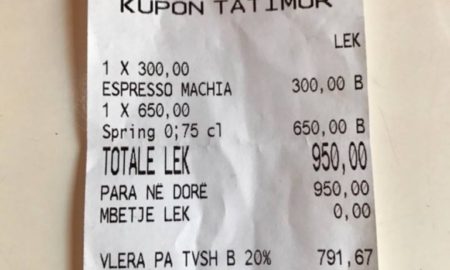 KUPON TATIMOR
LEK
1 X 300,00
ESPRESSO MACHIA 300,00 B
1 X 650,00
Spring 0;75 cl 650,00 B
TOTALE LEK 950,00
PARA NË DORË 950,00
MBETJE LEK 0,00
VLERA PA TVSH B 20% 791,67